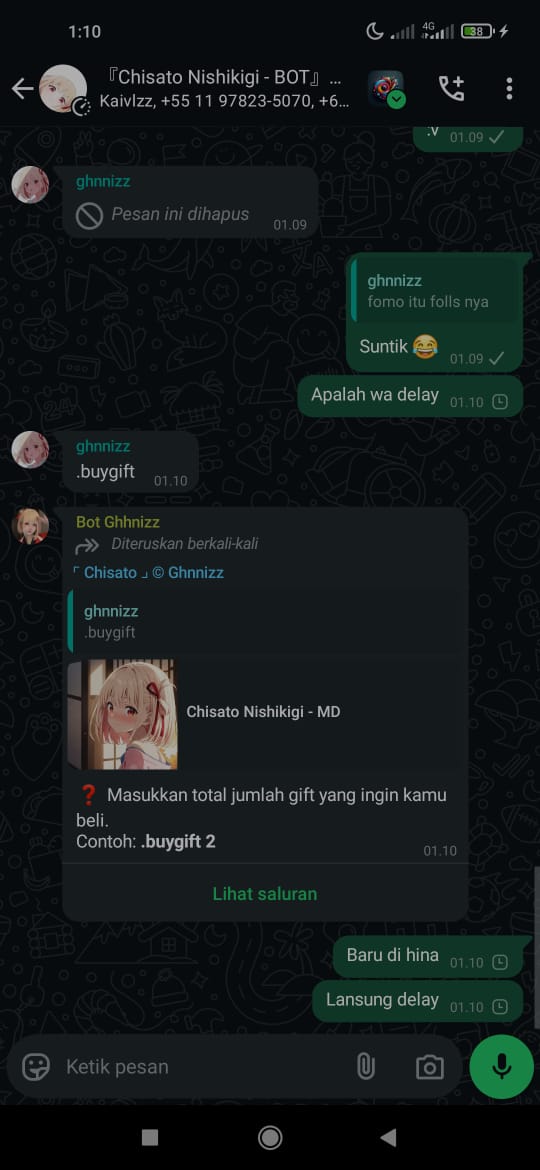 1:10
4G
38
『Chisato Nishikigi - BOT』 ...
Kaivlzz, +55 11 97823-5070, +6...
.v 01.09
ghnnizz
Pesan ini dihapus
01.09
ghnnizz
fomo itu folls nya
Suntik 😂
01.09
Apalah wa delay 01.10
ghnnizz
.buygift 01.10
Bot Ghhnizz
Diteruskan berkali-kali
「 Chisato 」 © Ghnnizz
ghnnizz
.buygift
Chisato Nishikigi - MD
❓ Masukkan total jumlah gift yang ingin kamu
beli.
Contoh: .buygift 2
01.10
Lihat saluran
Baru di hina 01.10
Lansung delay 01.10
Ketik pesan